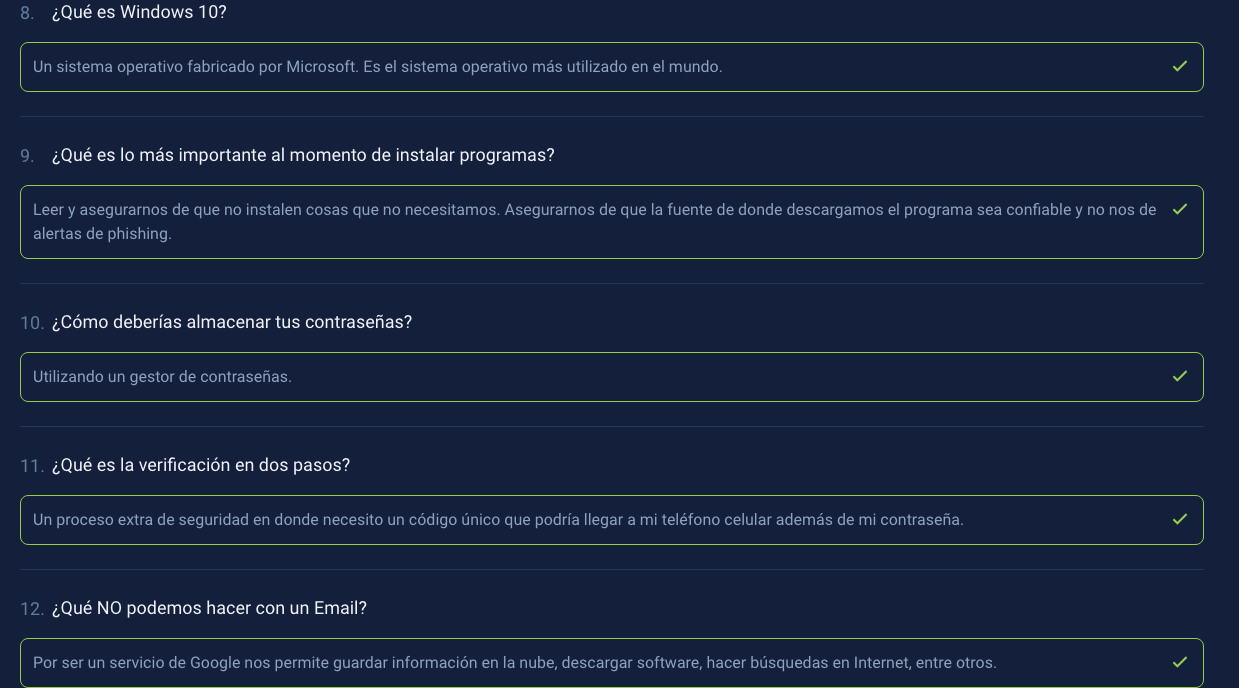 8. ¿Qué es Windows 10?
Un sistema operativo fabricado por Microsoft. Es el sistema operativo más utilizado en el mundo.
9. ¿Qué es lo más importante al momento de instalar programas?
Leer y asegurarnos de que no instalen cosas que no necesitamos. Asegurarnos de que la fuente de donde descargamos el programa sea confiable y no nos de
alertas de phishing.
10. ¿Cómo deberías almacenar tus contraseñas?
Utilizando un gestor de contraseñas.
11. ¿Qué es la verificación en dos pasos?
Un proceso extra de seguridad en donde necesito un código único que podría llegar a mi teléfono celular además de mi contraseña.
12. ¿Qué NO podemos hacer con un Email?
Por ser un servicio de Google nos permite guardar información en la nube, descargar software, hacer búsquedas en Internet, entre otros.